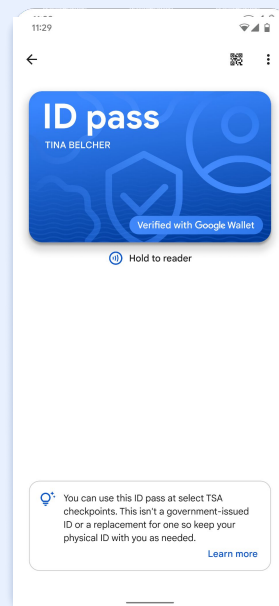 11:29
ID pass
TINA BELCHER
Verified with Google Wallet
Hold to reader
You can use this ID pass at select TSA
checkpoints. This isn't a government-issued
ID or a replacement for one so keep your
physical ID with you as needed.
Learn more